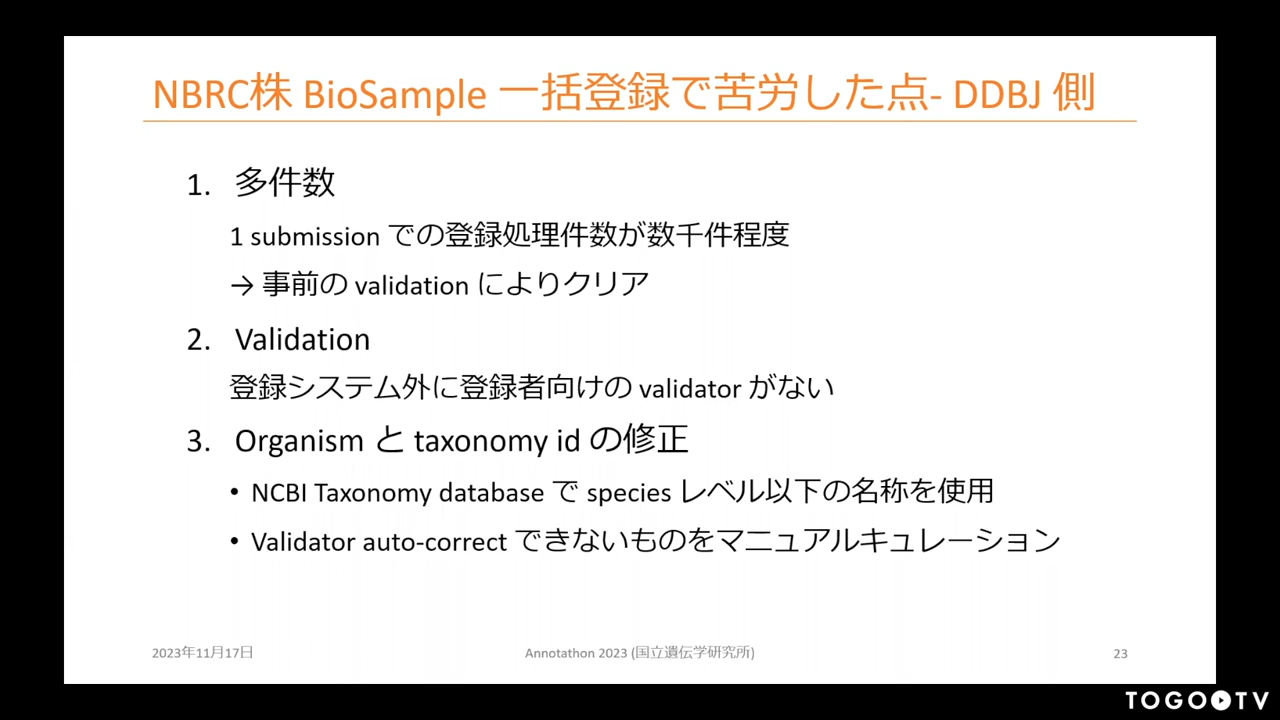 NBRC株 BioSample 一括登録で苦労した点- DDBJ 側
1. 多件数
1 submission での登録処理件数が数千件程度
→ 事前の validation によりクリア
2. Validation
登録システム外に登録者向けの validator がない
3. Organism と taxonomy id の修正
• NCBI Taxonomy database で species レベル以下の名称を使用
• Validator auto-correct できないものをマニュアルキュレーション
2023年11月17日
Annotathon 2023 (国立遺伝学研究所)
23
TOGO TV